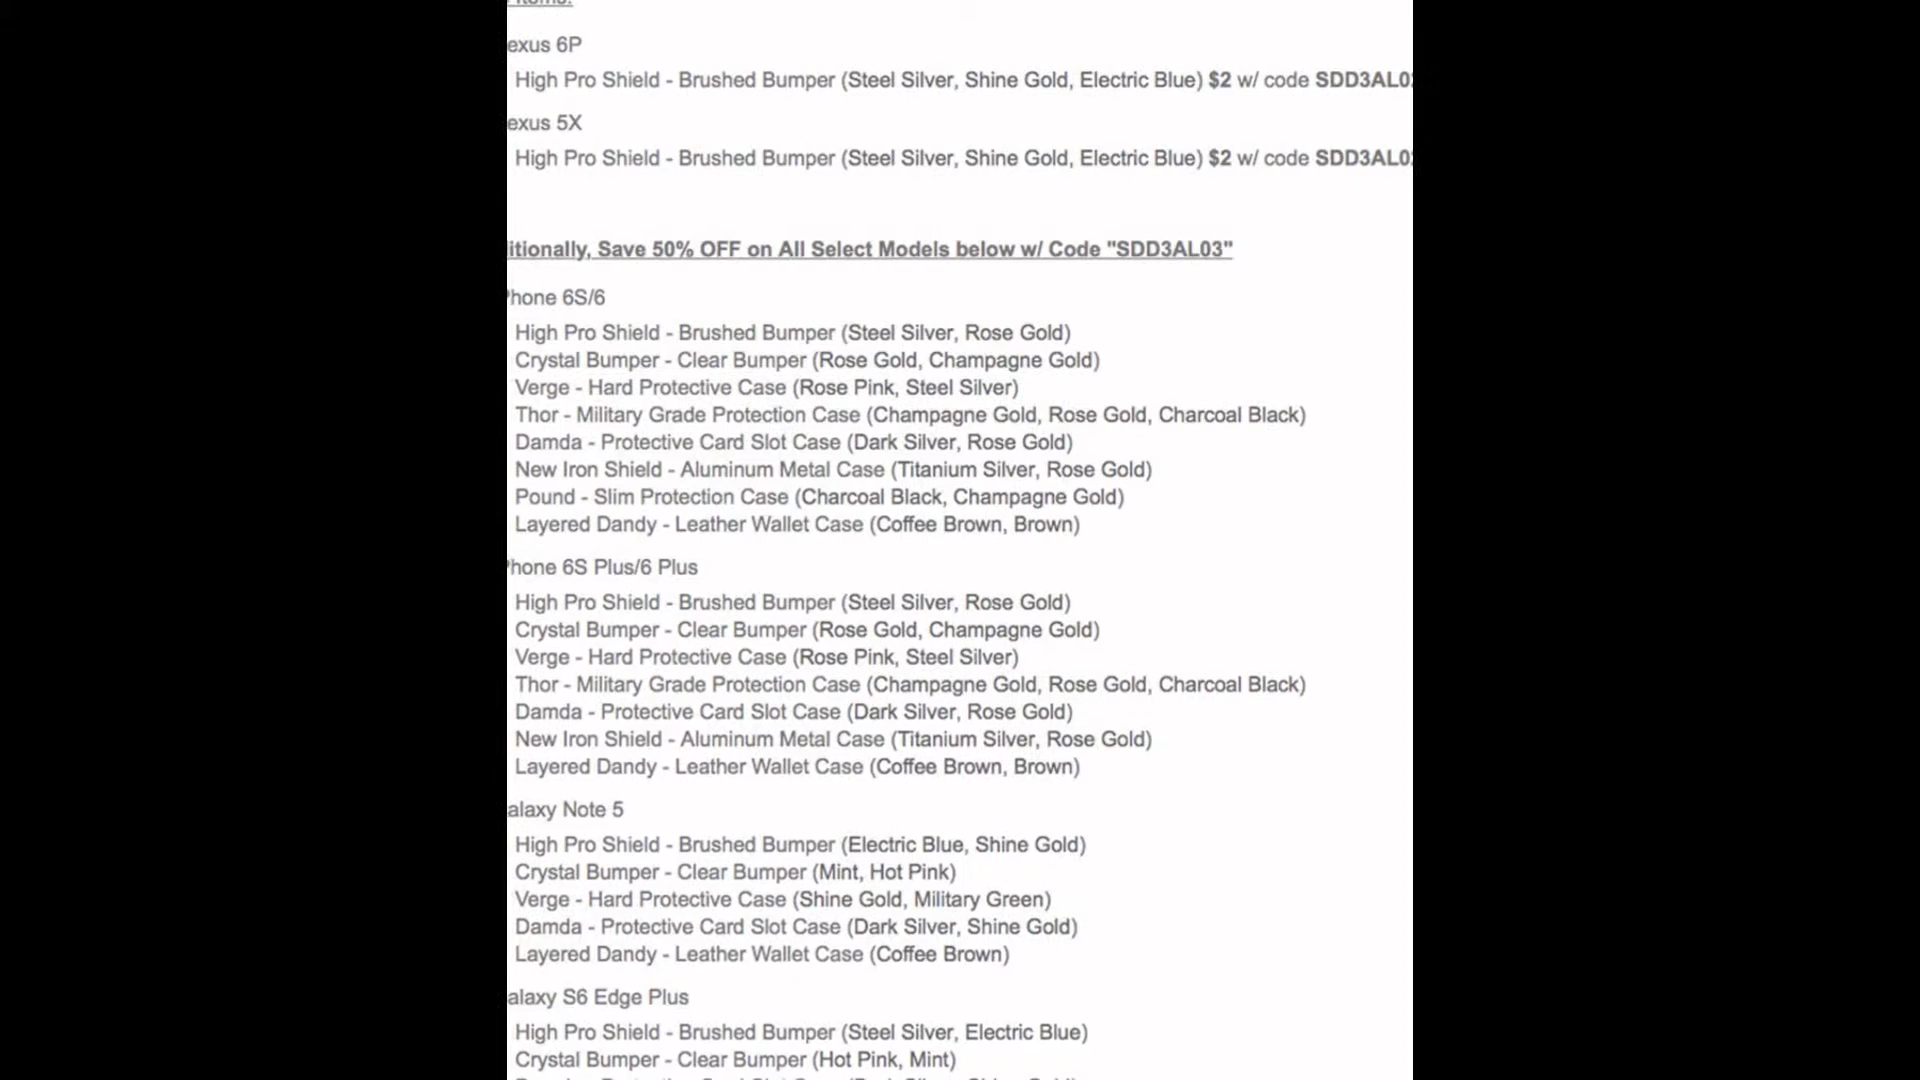 Items:
exus 6P
High Pro Shield - Brushed Bumper (Steel Silver, Shine Gold, Electric Blue) $2 w/ code SDD3AL0
exus 5X
High Pro Shield - Brushed Bumper (Steel Silver, Shine Gold, Electric Blue) $2 w/ code SDD3AL0
itionally, Save 50% OFF on All Select Models below w/ Code "SDD3AL03"
Phone 6S/6
High Pro Shield - Brushed Bumper (Steel Silver, Rose Gold)
Crystal Bumper - Clear Bumper (Rose Gold, Champagne Gold)
Verge - Hard Protective Case (Rose Pink, Steel Silver)
Thor - Military Grade Protection Case (Champagne Gold, Rose Gold, Charcoal Black)
Damda - Protective Card Slot Case (Dark Silver, Rose Gold)
New Iron Shield - Aluminum Metal Case (Titanium Silver, Rose Gold)
Pound - Slim Protection Case (Charcoal Black, Champagne Gold)
Layered Dandy - Leather Wallet Case (Coffee Brown, Brown)
Phone 6S Plus/6 Plus
High Pro Shield - Brushed Bumper (Steel Silver, Rose Gold)
Crystal Bumper - Clear Bumper (Rose Gold, Champagne Gold)
Verge - Hard Protective Case (Rose Pink, Steel Silver)
Thor - Military Grade Protection Case (Champagne Gold, Rose Gold, Charcoal Black)
Damda - Protective Card Slot Case (Dark Silver, Rose Gold)
New Iron Shield - Aluminum Metal Case (Titanium Silver, Rose Gold)
Layered Dandy - Leather Wallet Case (Coffee Brown, Brown)
alaxy Note 5
High Pro Shield - Brushed Bumper (Electric Blue, Shine Gold)
Crystal Bumper - Clear Bumper (Mint, Hot Pink)
Verge - Hard Protective Case (Shine Gold, Military Green)
Damda - Protective Card Slot Case (Dark Silver, Shine Gold)
Layered Dandy - Leather Wallet Case (Coffee Brown)
alaxy S6 Edge Plus
High Pro Shield - Brushed Bumper (Steel Silver, Electric Blue)
Crystal Bumper - Clear Bumper (Hot Pink, Mint)